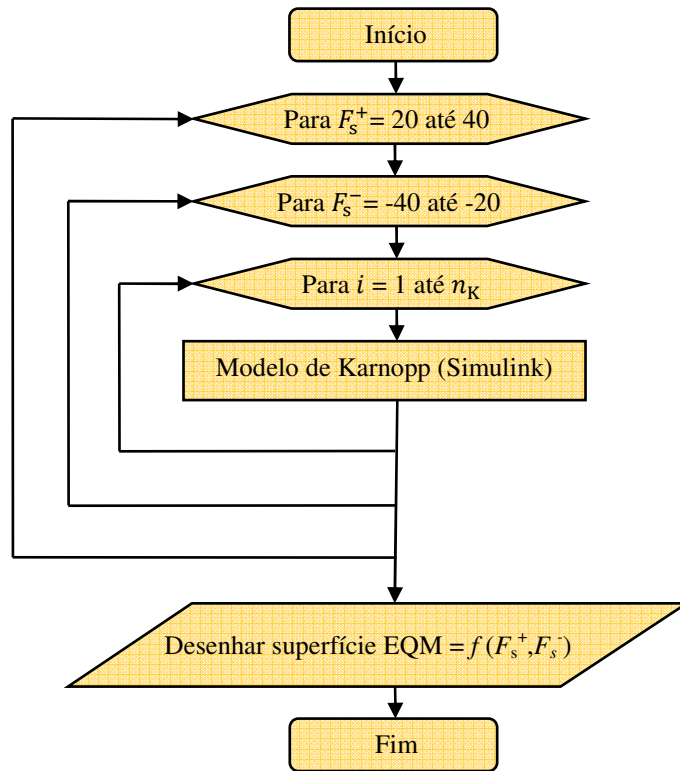 Início
Para Fₛ⁺= 20 até 40
Para Fₛ⁻= -40 até -20
Para i = 1 até n_K
Modelo de Karnopp (Simulink)
Desenhar superfície EQM = f (Fₛ⁺,Fₛ⁻)
Fim